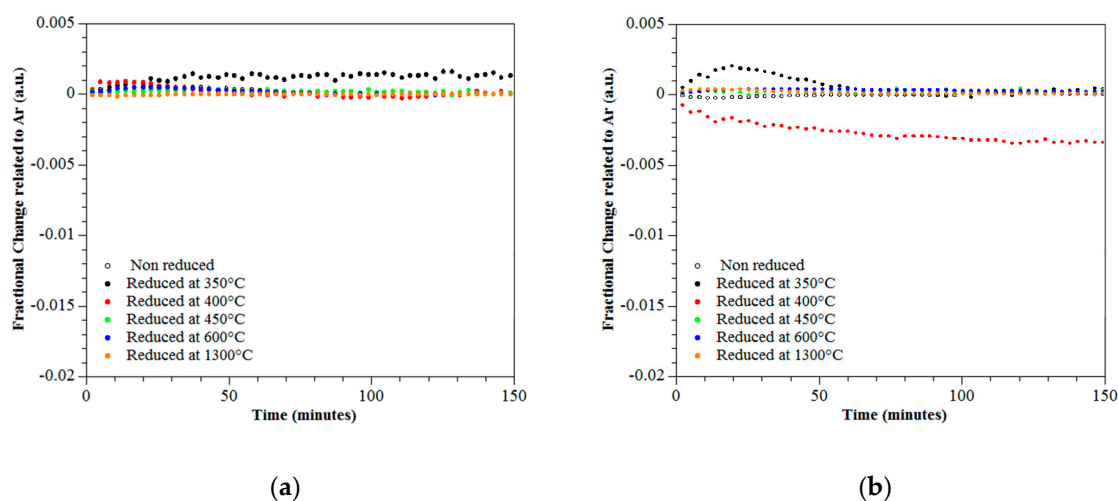 0.005
0
-0.005
-0.01
-0.015
-0.02
Fractional Change related to Ar (a.u.)
Non reduced
Reduced at 350°C
Reduced at 400°C
Reduced at 450°C
Reduced at 600°C
Reduced at 1300°C
0 50 100 150
Time (minutes)
(a)
0.005
0
-0.005
-0.01
-0.015
-0.02
Fractional Change related to Ar (a.u.)
Non reduced
Reduced at 350°C
Reduced at 400°C
Reduced at 450°C
Reduced at 600°C
Reduced at 1300°C
0 50 100 150
Time (minutes)
(b)